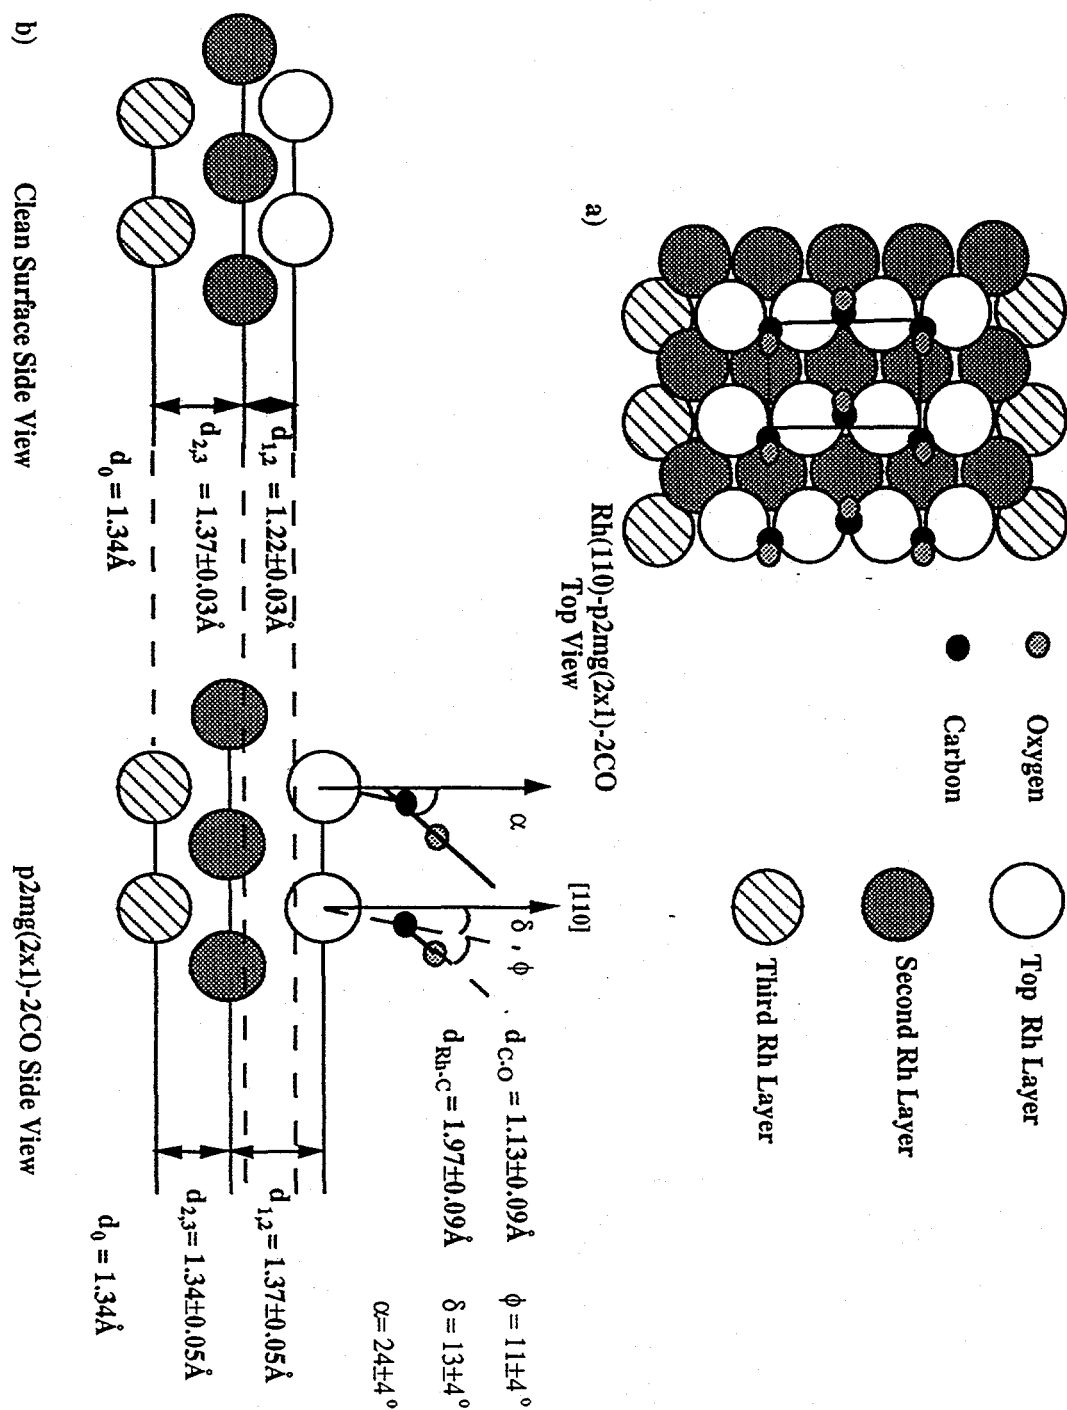 a)
Rh(110)-p2mg(2x1)-2CO
Top View
Oxygen
Carbon
Top Rh Layer
Second Rh Layer
Third Rh Layer
b)
Clean Surface Side View
d1,2 = 1.22±0.03Å
d2,3 = 1.37±0.03Å
d0 = 1.34Å
p2mg(2x1)-2CO Side View
[110]
α
δ , ϕ
dC-O = 1.13±0.09Å
dRh-C = 1.97±0.09Å
ϕ = 11±4°
δ = 13±4°
α= 24±4°
d1,2= 1.37±0.05Å
d2,3= 1.34±0.05Å
d0 = 1.34Å